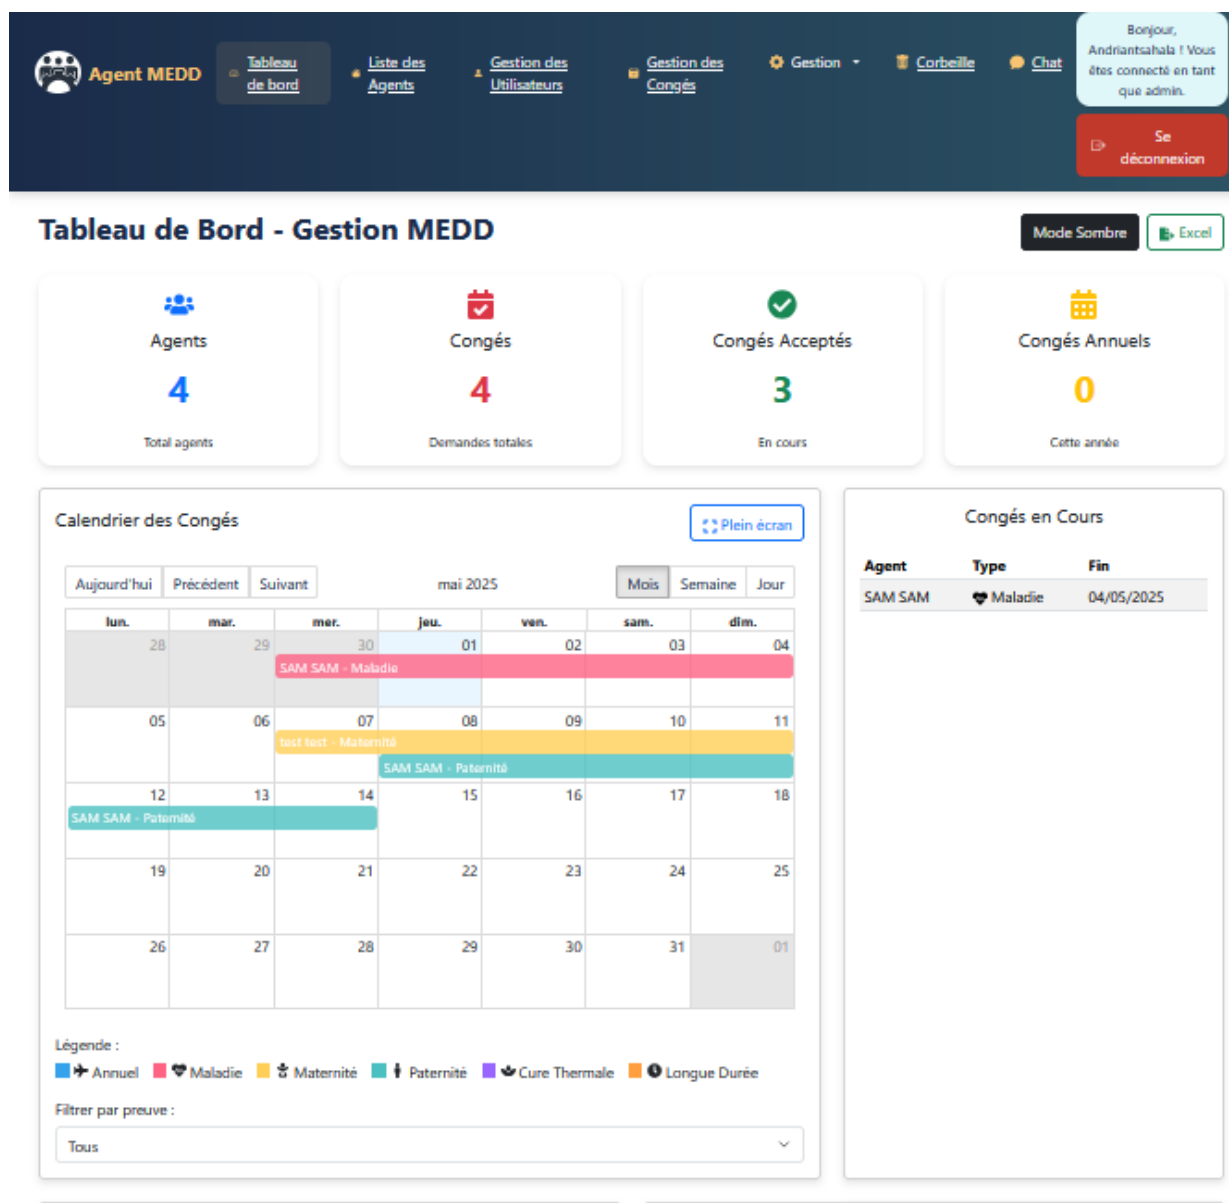 Agent MEDD
Tableau
de bord
Liste des
Agents
Gestion des
Utilisateurs
Gestion des
Congés
Gestion
Corbeille
Chat
Bonjour,
Andriantsahala ! Vous
êtes connecté en tant
que admin.
Se
déconnexion
Tableau de Bord - Gestion MEDD
Mode Sombre
Excel
Agents
4
Total agents
Congés
4
Demandes totales
Congés Acceptés
3
En cours
Congés Annuels
0
Cette année
Calendrier des Congés
Plein écran
Aujourd'hui Précédent Suivant
mai 2025
Mois Semaine Jour
lun. mar. mer. jeu. ven. sam. dim.
28 29 30 01 02 03 04
SAM SAM - Maladie
05 06 07 08 09 10 11
test test - Maternité
SAM SAM - Paternité
12 13 14 15 16 17 18
SAM SAM - Paternité
19 20 21 22 23 24 25
26 27 28 29 30 31 01
Légende :
Annuel Maladie Maternité Paternité Cure Thermale Longue Durée
Filtrer par preuve :
Tous
Congés en Cours
Agent Type Fin
SAM SAM Maladie 04/05/2025